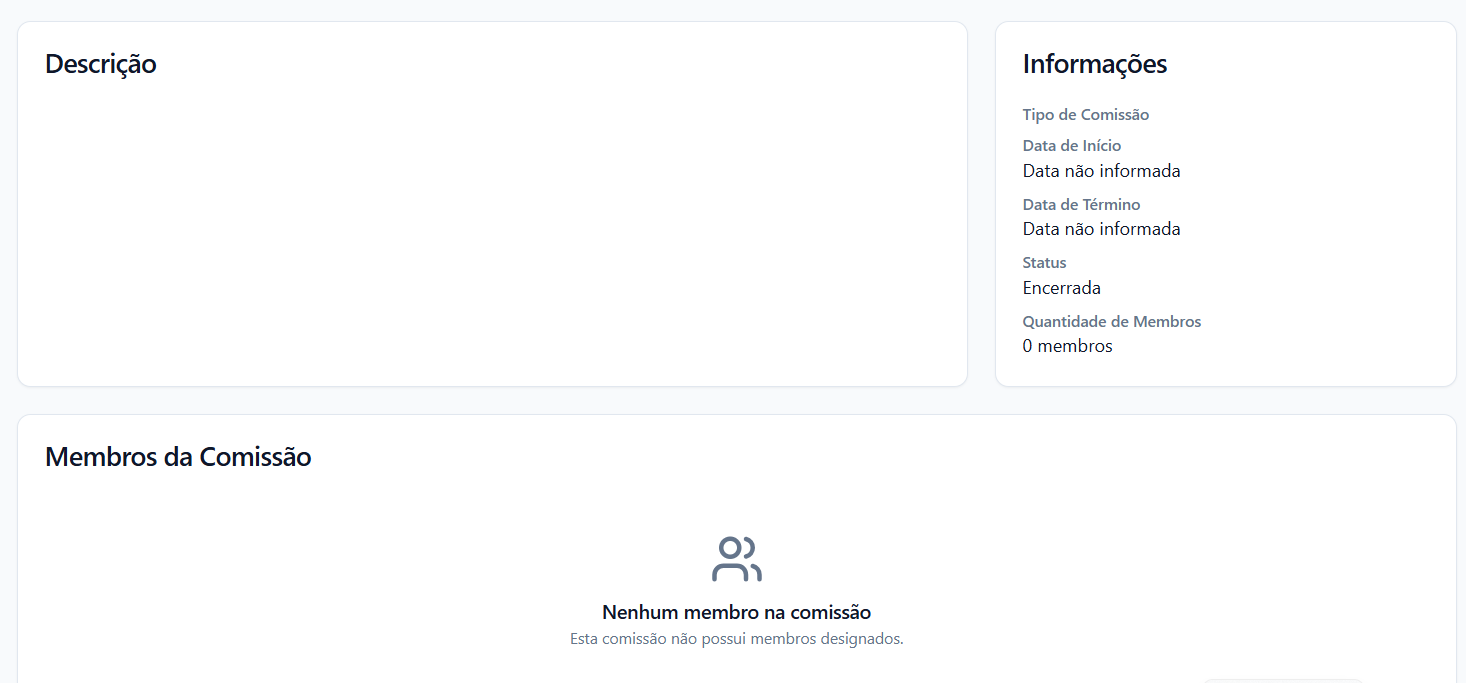 Descrição
Informações
Tipo de Comissão
Data de Início
Data não informada
Data de Término
Data não informada
Status
Encerrada
Quantidade de Membros
0 membros
Membros da Comissão
Nenhum membro na comissão
Esta comissão não possui membros designados.